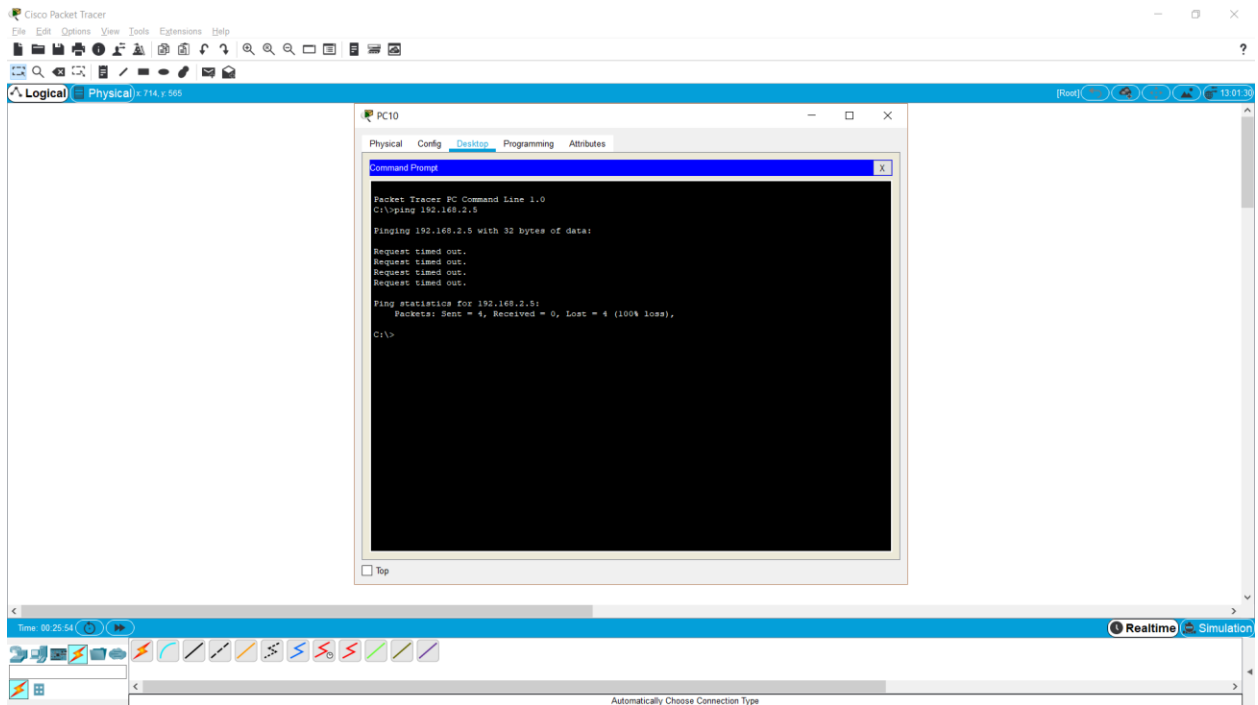 Cisco Packet Tracer
File Edit Options View Tools Extensions Help
?
Logical Physical x: 714, y: 565 [Root] 13:01:30
PC10
Physical Config Desktop Programming Attributes
Command Prompt X
Packet Tracer PC Command Line 1.0
C:\>ping 192.168.2.5
Pinging 192.168.2.5 with 32 bytes of data:
Request timed out.
Request timed out.
Request timed out.
Request timed out.
Ping statistics for 192.168.2.5:
Packets: Sent = 4, Received = 0, Lost = 4 (100% loss),
C:\>
Top
Time: 00:25:54 Realtime Simulation
Automatically Choose Connection Type